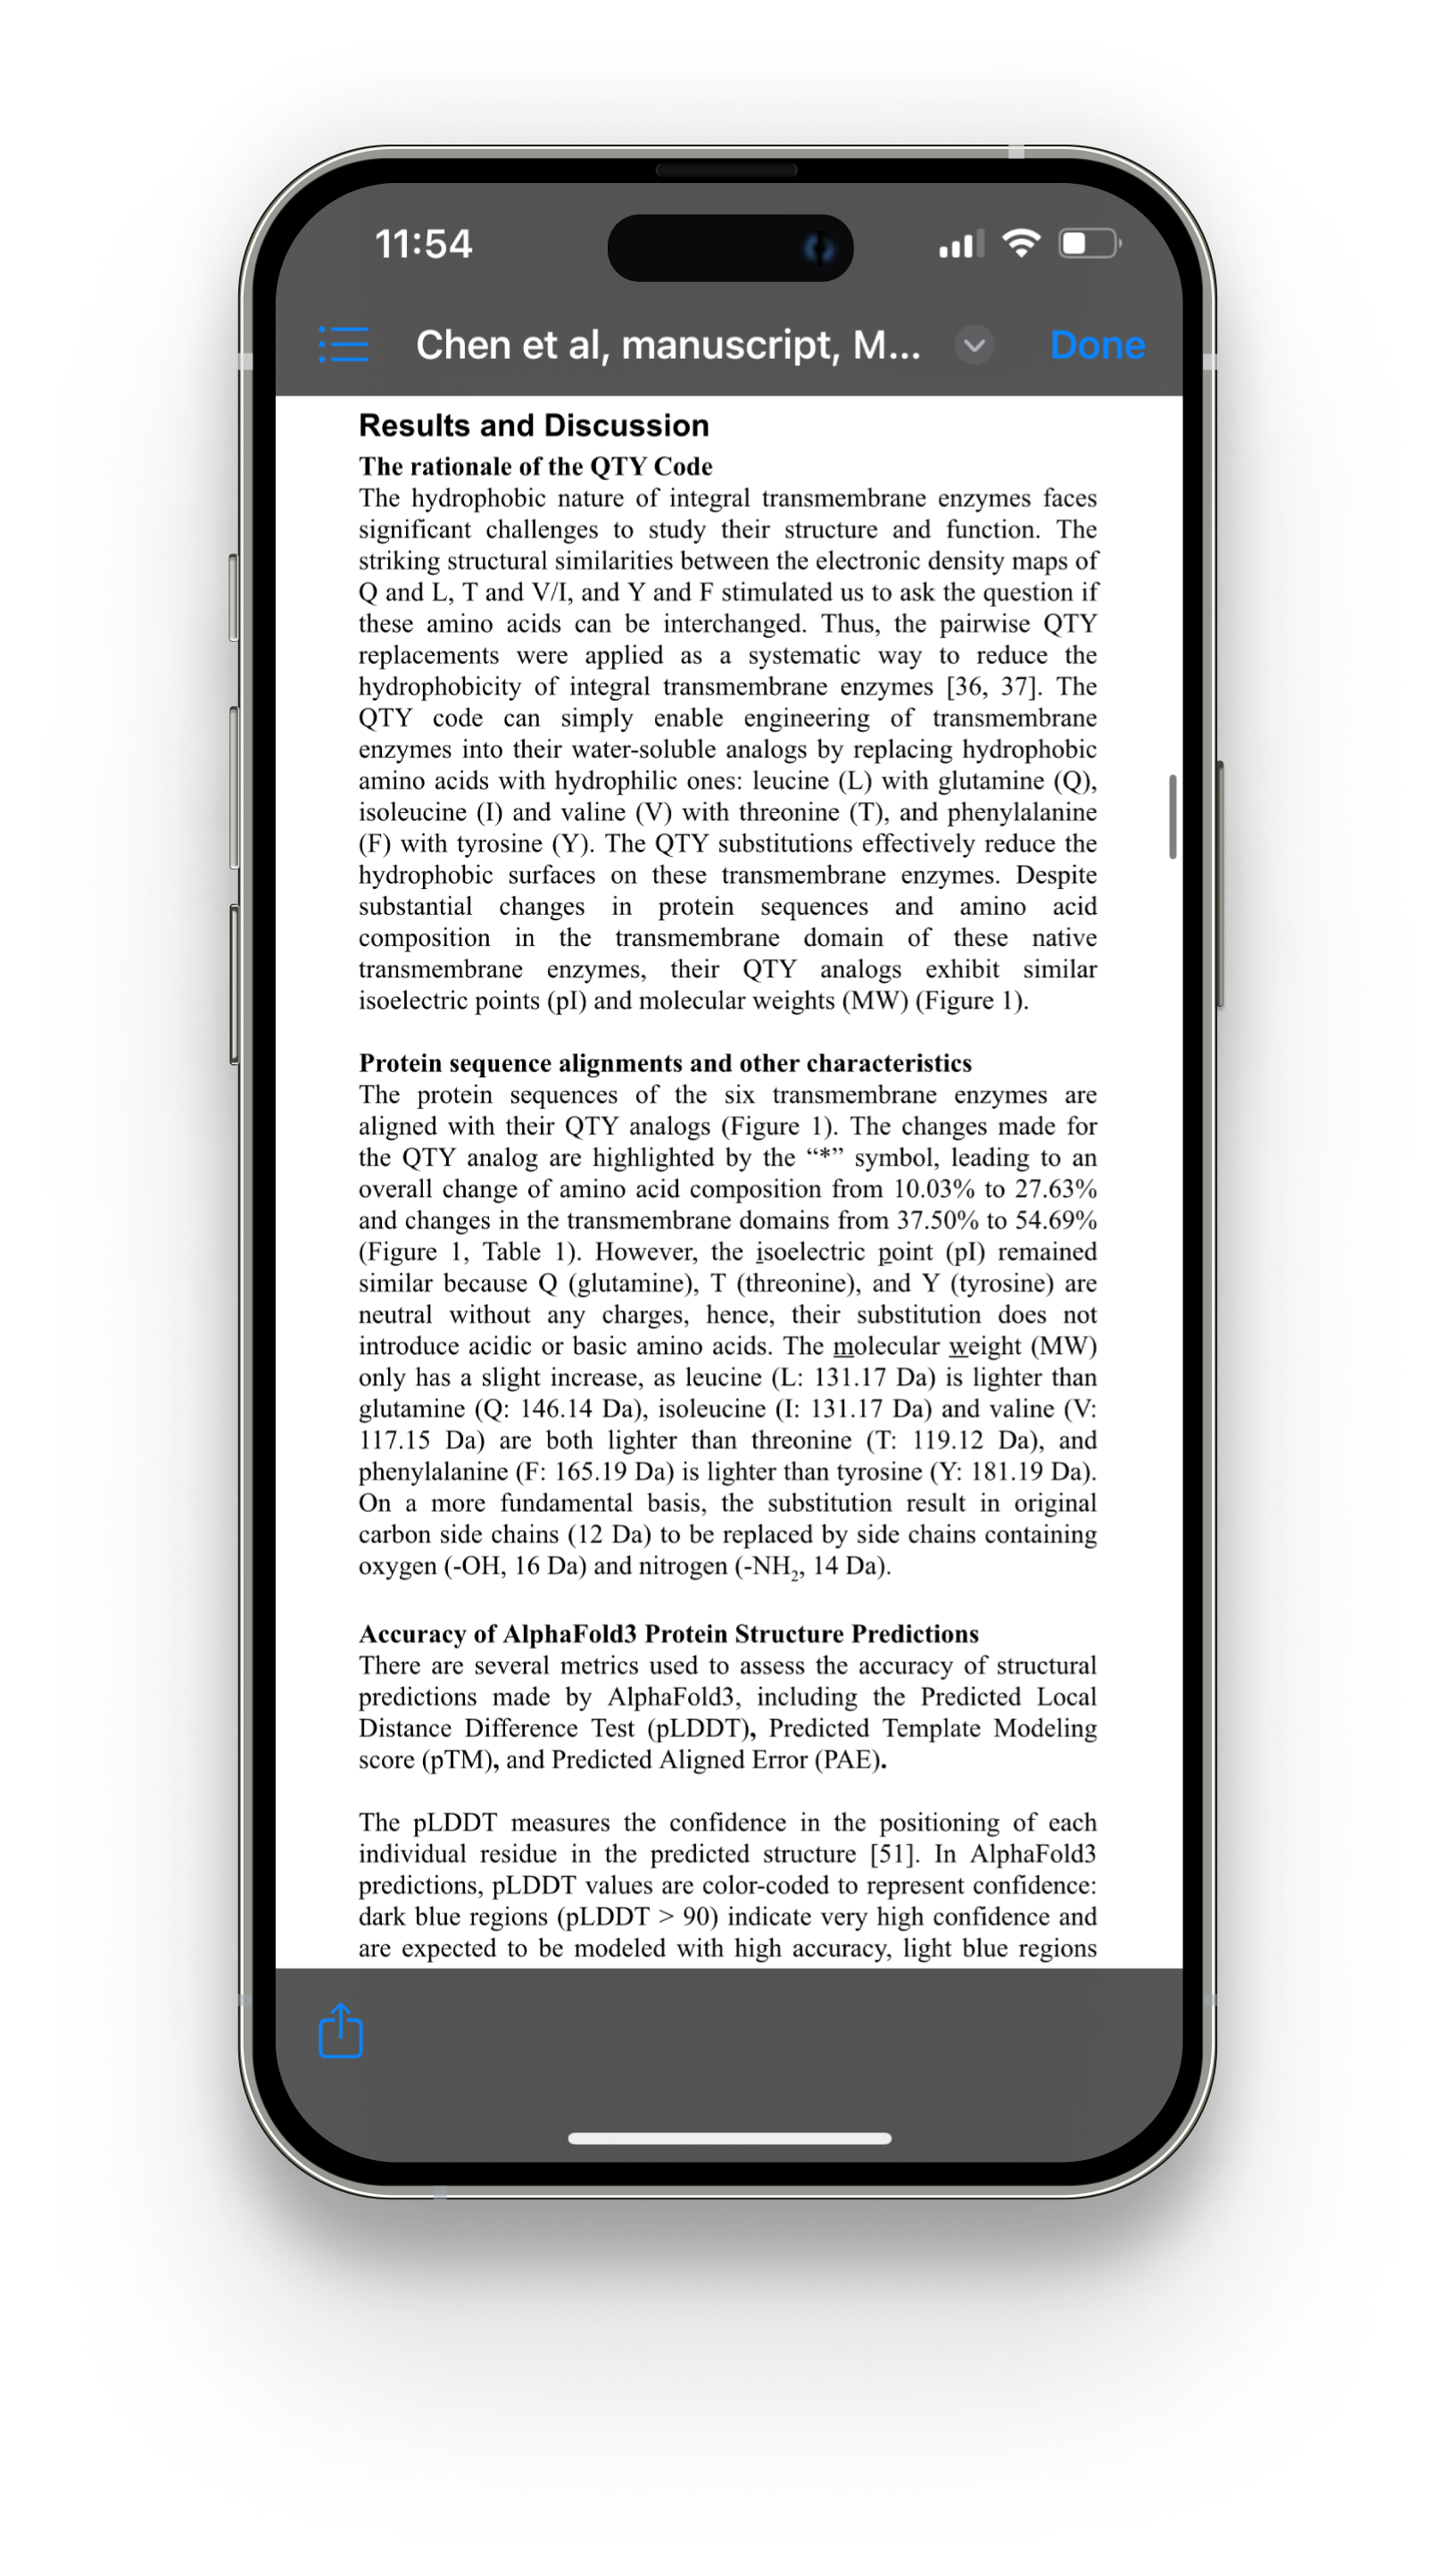 11:54
Chen et al, manuscript, M...
Done
Results and Discussion
The rationale of the QTY Code
The hydrophobic nature of integral transmembrane enzymes faces
significant challenges to study their structure and function. The
striking structural similarities between the electronic density maps of
Q and L, T and V/I, and Y and F stimulated us to ask the question if
these amino acids can be interchanged. Thus, the pairwise QTY
replacements were applied as a systematic way to reduce the
hydrophobicity of integral transmembrane enzymes [36, 37]. The
QTY code can simply enable engineering of transmembrane
enzymes into their water-soluble analogs by replacing hydrophobic
amino acids with hydrophilic ones: leucine (L) with glutamine (Q),
isoleucine (I) and valine (V) with threonine (T), and phenylalanine
(F) with tyrosine (Y). The QTY substitutions effectively reduce the
hydrophobic surfaces on these transmembrane enzymes. Despite
substantial changes in protein sequences and amino acid
composition in the transmembrane domain of these native
transmembrane enzymes, their QTY analogs exhibit similar
isoelectric points (pI) and molecular weights (MW) (Figure 1).
Protein sequence alignments and other characteristics
The protein sequences of the six transmembrane enzymes are
aligned with their QTY analogs (Figure 1). The changes made for
the QTY analog are highlighted by the “*” symbol, leading to an
overall change of amino acid composition from 10.03% to 27.63%
and changes in the transmembrane domains from 37.50% to 54.69%
(Figure 1, Table 1). However, the isoelectric point (pI) remained
similar because Q (glutamine), T (threonine), and Y (tyrosine) are
neutral without any charges, hence, their substitution does not
introduce acidic or basic amino acids. The molecular weight (MW)
only has a slight increase, as leucine (L: 131.17 Da) is lighter than
glutamine (Q: 146.14 Da), isoleucine (I: 131.17 Da) and valine (V:
117.15 Da) are both lighter than threonine (T: 119.12 Da), and
phenylalanine (F: 165.19 Da) is lighter than tyrosine (Y: 181.19 Da).
On a more fundamental basis, the substitution result in original
carbon side chains (12 Da) to be replaced by side chains containing
oxygen (-OH, 16 Da) and nitrogen (-NH₂, 14 Da).
Accuracy of AlphaFold3 Protein Structure Predictions
There are several metrics used to assess the accuracy of structural
predictions made by AlphaFold3, including the Predicted Local
Distance Difference Test (pLDDT), Predicted Template Modeling
score (pTM), and Predicted Aligned Error (PAE).
The pLDDT measures the confidence in the positioning of each
individual residue in the predicted structure [51]. In AlphaFold3
predictions, pLDDT values are color-coded to represent confidence:
dark blue regions (pLDDT > 90) indicate very high confidence and
are expected to be modeled with high accuracy, light blue regions